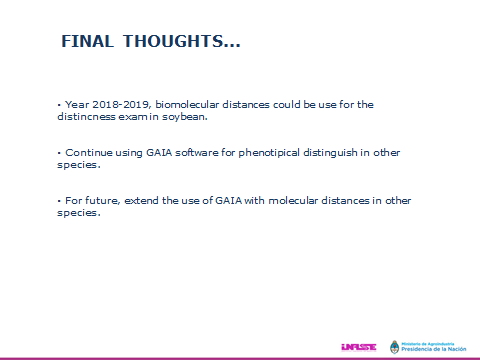 FINAL THOUGHTS...
• Year 2018-2019, biomolecular distances could be use for the
distincness exam in soybean.
• Continue using GAIA software for phenotipical distinguish in other
species.
• For future, extend the use of GAIA with molecular distances in other
species.
INASE
Ministerio de Agroindustria
Presidencia de la Nación